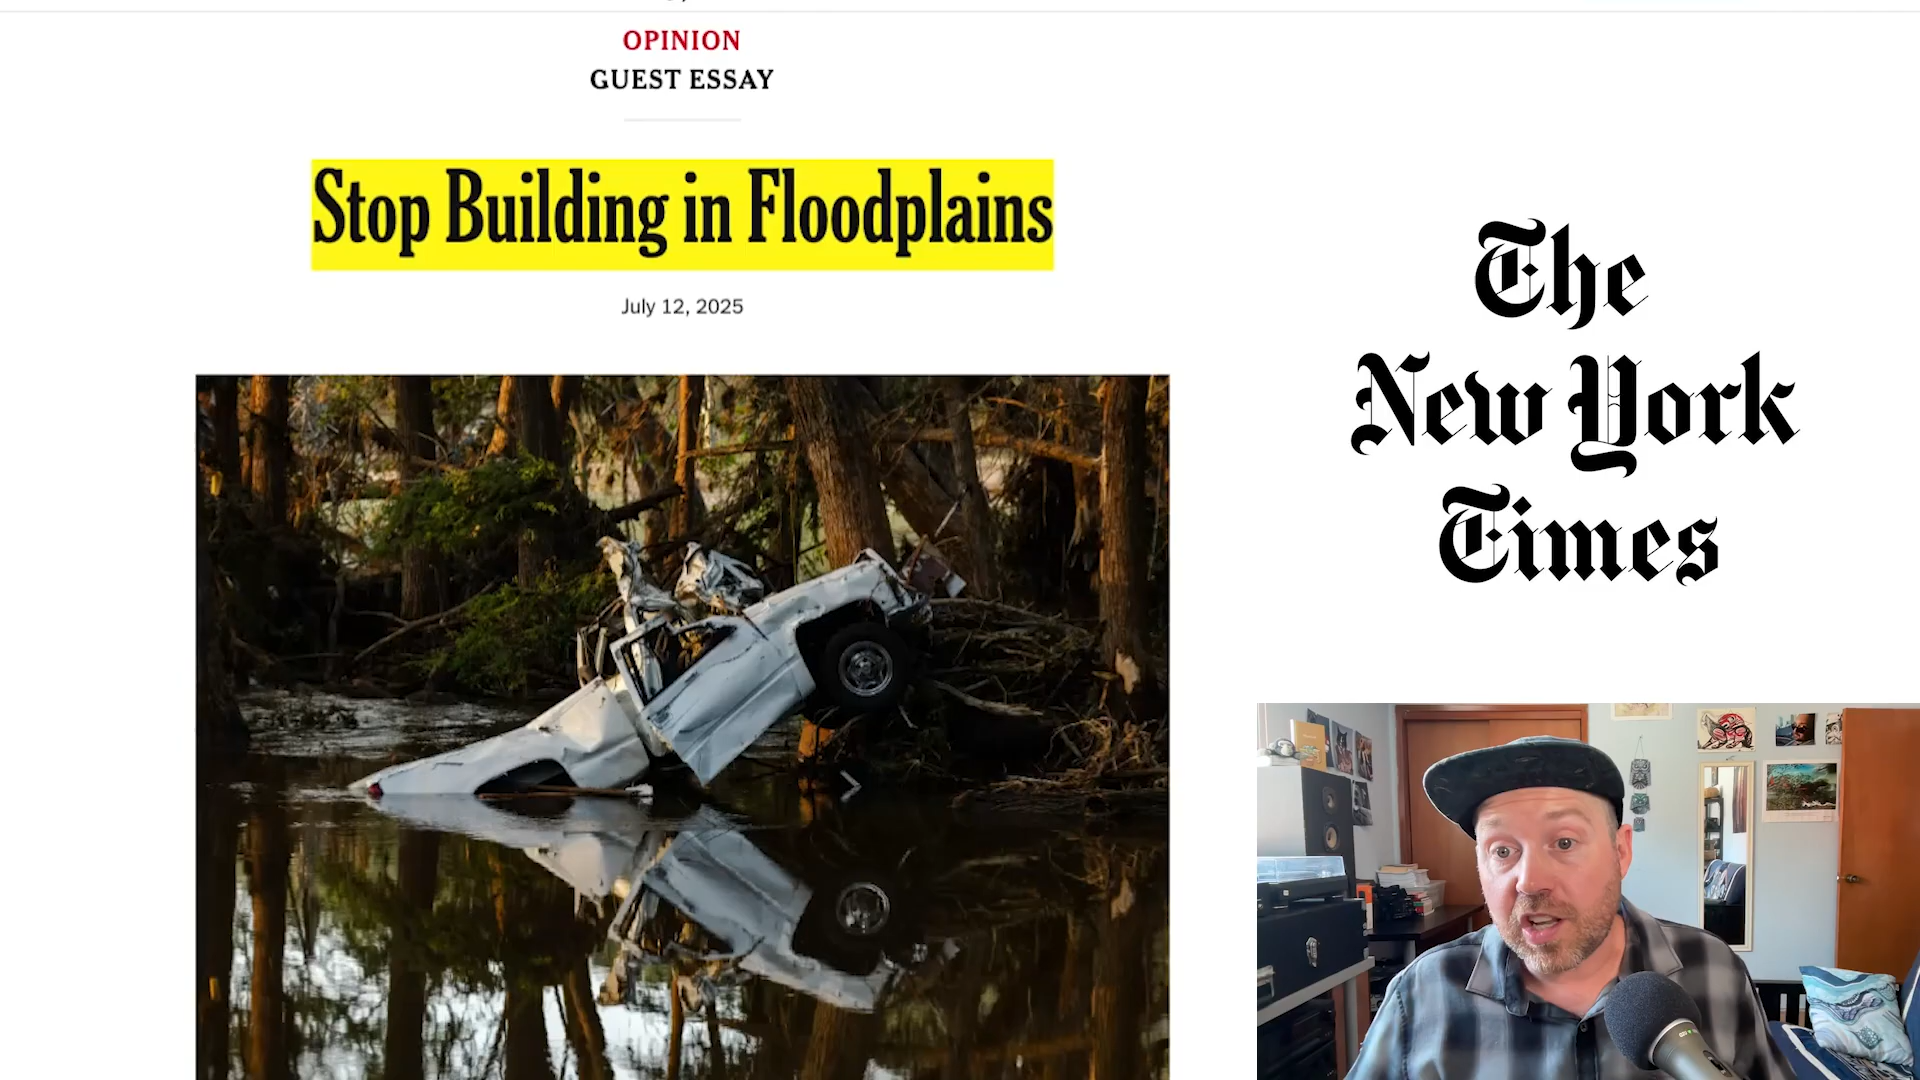 OPINION
GUEST ESSAY
Stop Building in Floodplains
July 12, 2025
The
New York
Times